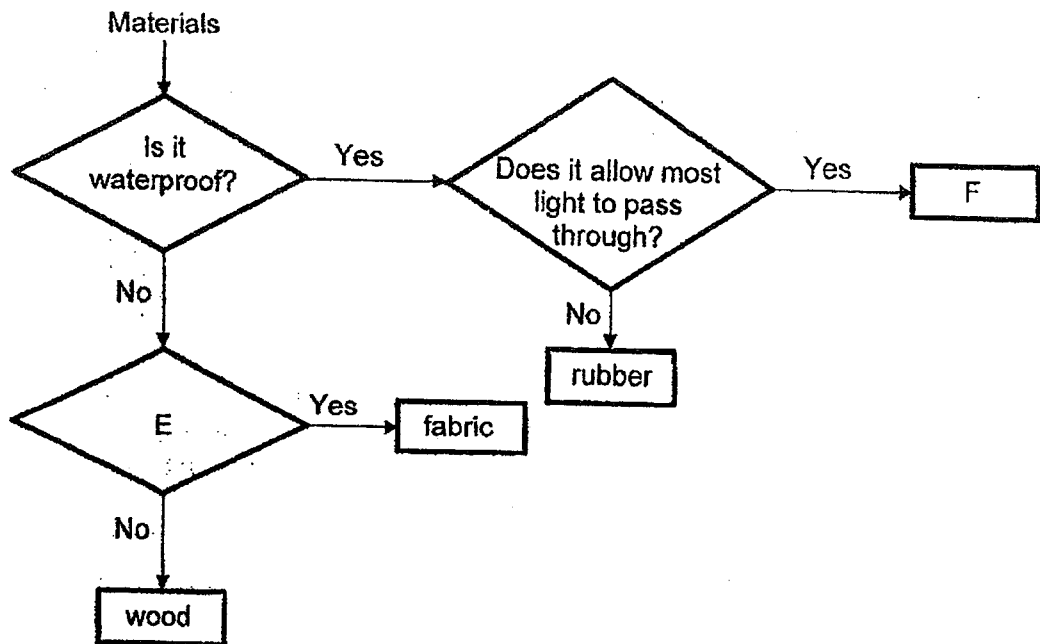 Materials
Is it
waterproof?
Yes
Does it allow most
light to pass
through?
Yes
F
No
No
rubber
E
Yes
fabric
No
wood